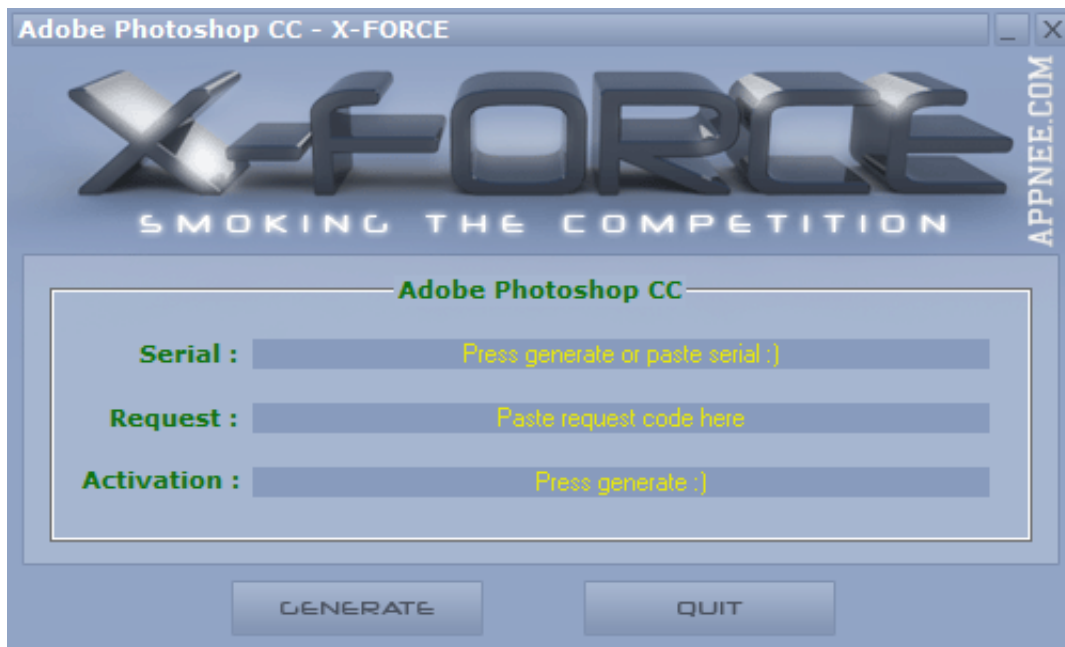 Adobe Photoshop CC - X-FORCE
X-FORCE
APPNEE.COM
SMOKING THE COMPETITION
Adobe Photoshop CC
Serial : Press generate or paste serial :)
Request : Paste request code here
Activation : Press generate :)
GENERATE QUIT